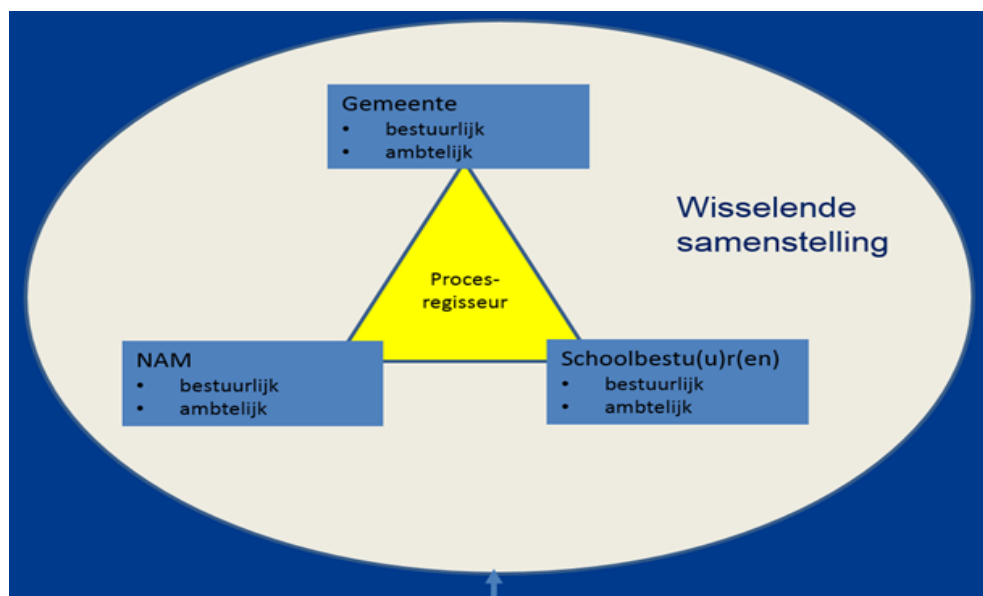 Gemeente
• bestuurlijk
• ambtelijk
Wisselende
samenstelling
Proces-
regisseur
NAM
• bestuurlijk
• ambtelijk
Schoolbestu(u)r(en)
• bestuurlijk
• ambtelijk